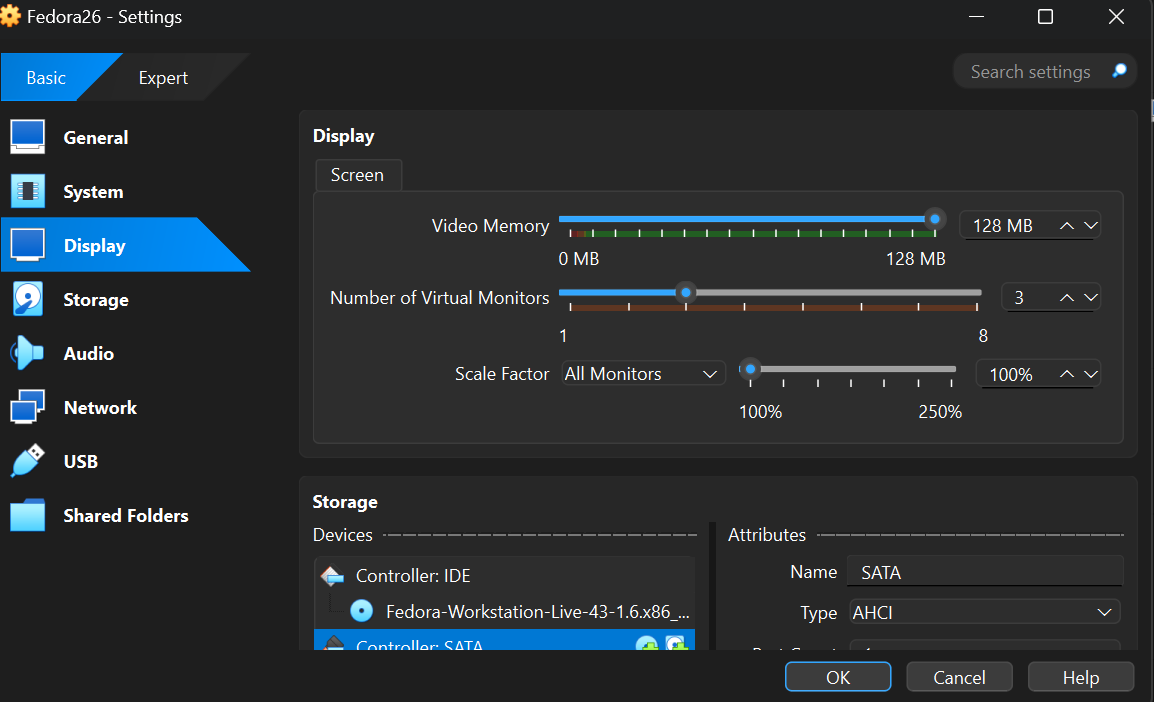 Fedora26 - Settings
Basic
Expert
Search settings
General
System
Display
Storage
Audio
Network
USB
Shared Folders
Display
Screen
Video Memory
128 MB
0 MB
128 MB
Number of Virtual Monitors
3
1
8
Scale Factor
All Monitors
100%
100%
250%
Storage
Devices
Attributes
Controller: IDE
Fedora-Workstation-Live-43-1.6.x86_...
Controller: SATA
Name
SATA
Type
AHCI
OK
Cancel
Help